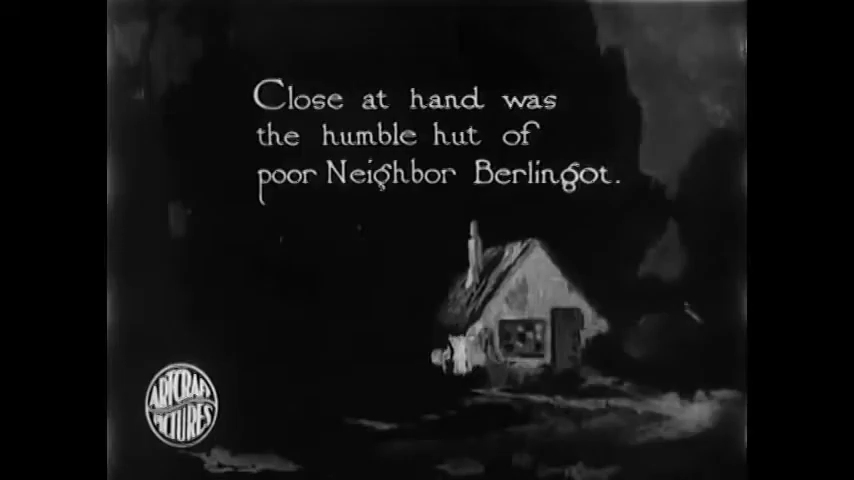 Close at hand was
the humble hut of
poor Neighbor Berlingot.
ARTCRAFT
PICTURES